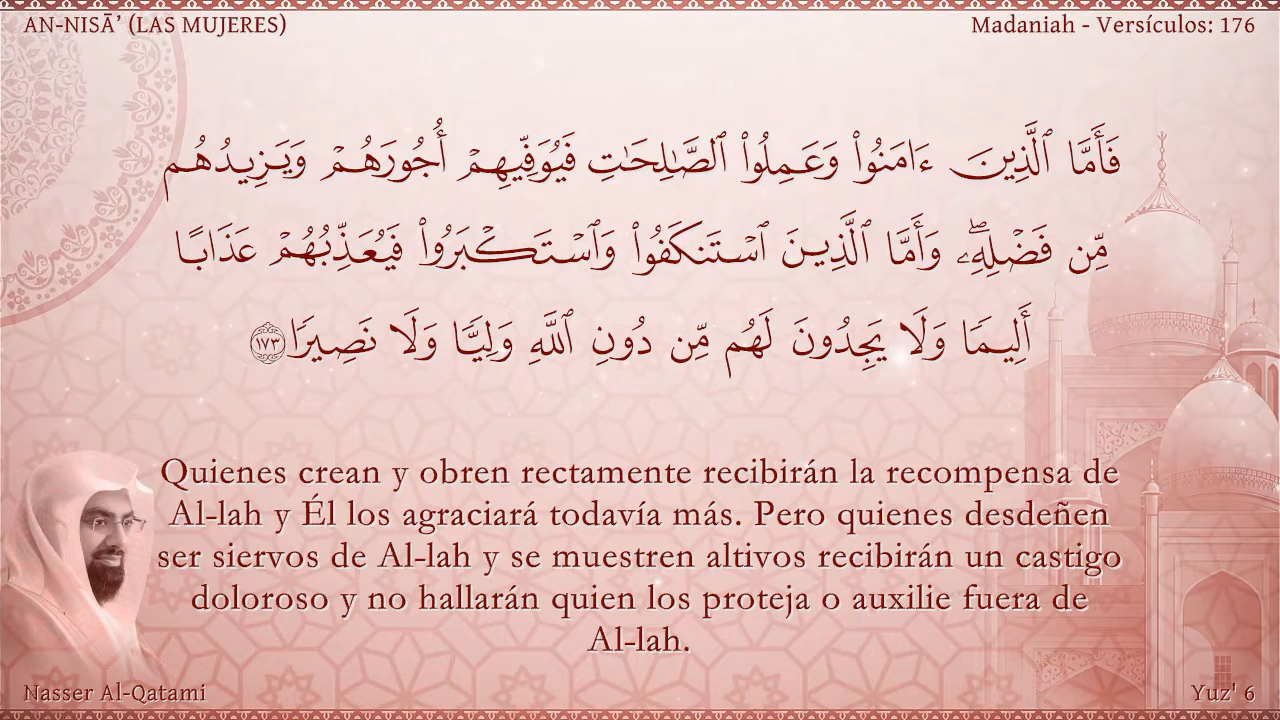 AN-NISĀ’ (LAS MUJERES)
Madaniah - Versículos: 176
فَأَمَّا ٱلَّذِينَ ءَامَنُوا۟ وَعَمِلُوا۟ ٱلصَّـٰلِحَـٰتِ فَيُوَفِّيهِمْ أُجُورَهُمْ وَيَزِيدُهُم
مِّن فَضْلِهِۦ ۖ وَأَمَّا ٱلَّذِينَ ٱسْتَنكَفُوا۟ وَٱسْتَكْبَرُوا۟ فَيُعَذِّبُهُمْ عَذَابًا
أَلِيمًا وَلَا يَجِدُونَ لَهُم مِّن دُونِ ٱللَّهِ وَلِيًّا وَلَا نَصِيرًا ١٧٣
Quienes crean y obren rectamente recibirán la recompensa de
Al-lah y Él los agraciará todavía más. Pero quienes desdeñen
ser siervos de Al-lah y se muestren altivos recibirán un castigo
doloroso y no hallarán quien los proteja o auxilie fuera de
Al-lah.
Nasser Al-Qatami
Yuz' 6